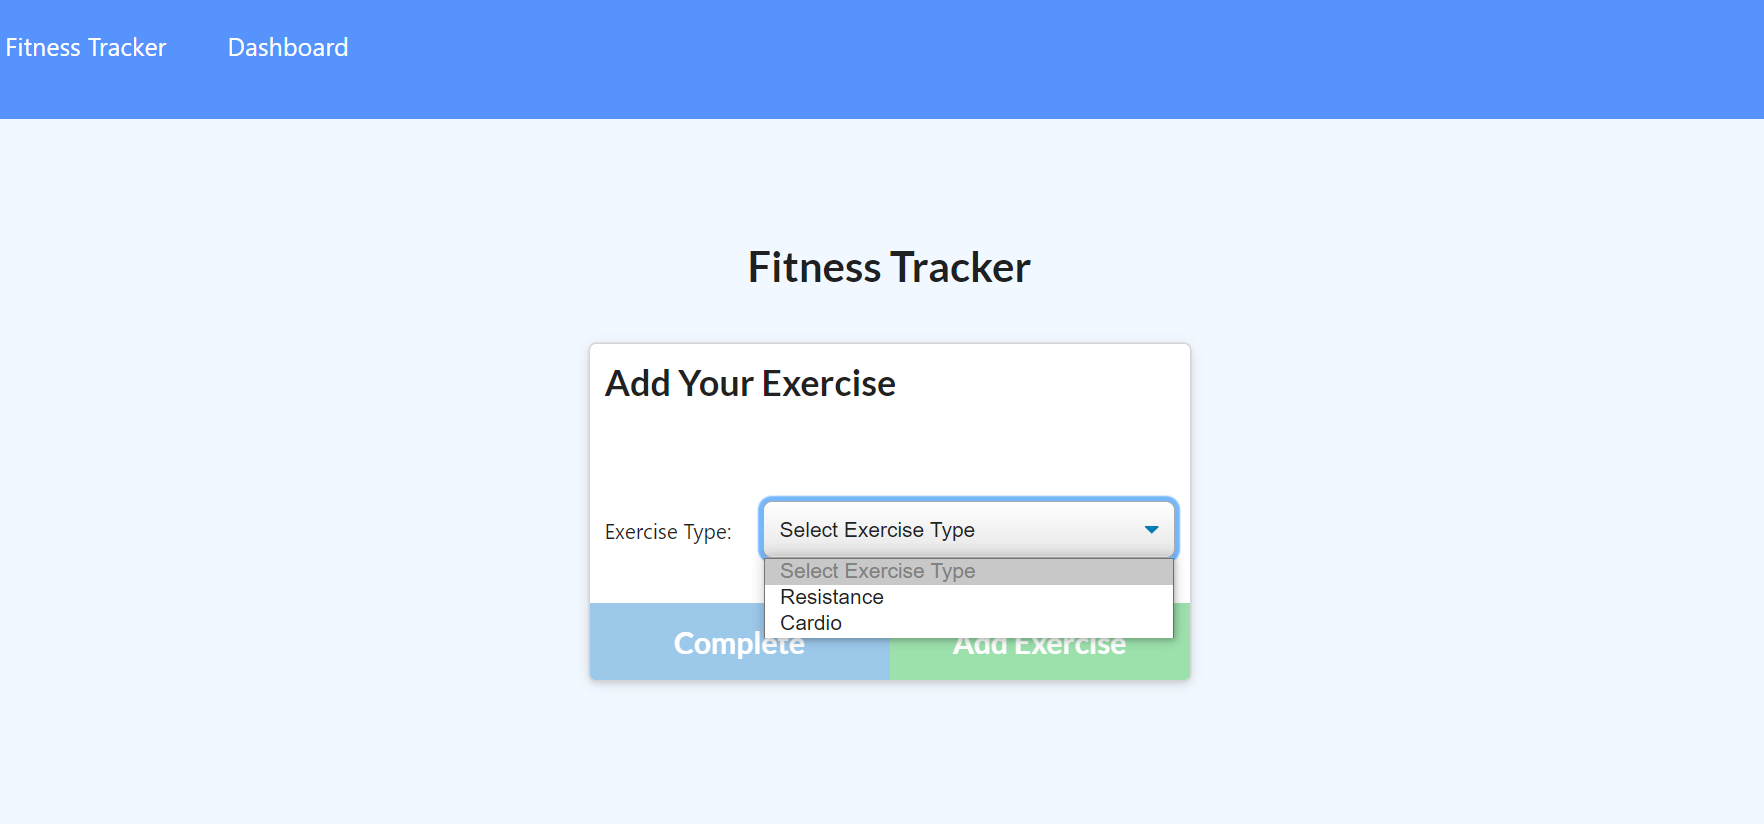 Fitness Tracker Dashboard
Fitness Tracker
Add Your Exercise
Exercise Type: Select Exercise Type
Select Exercise Type
Resistance
Cardio
Complete Add Exercise